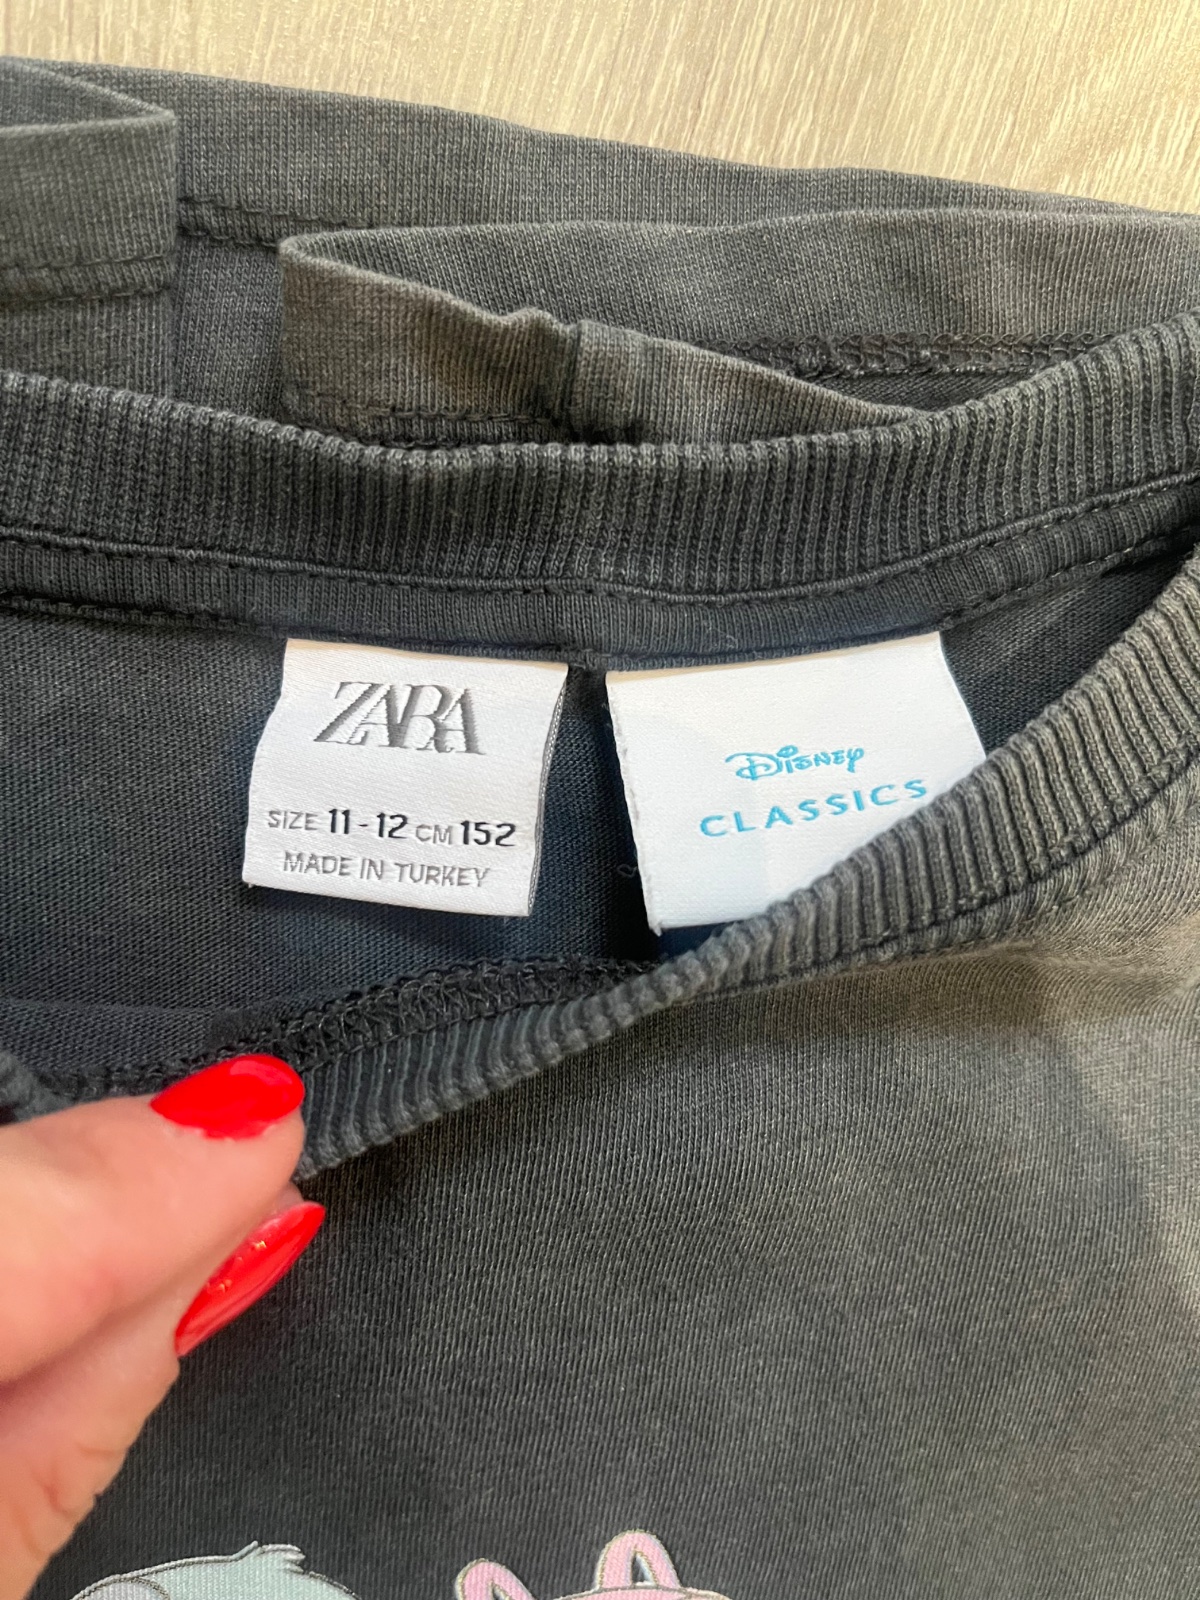 ZARA
SIZE 11-12 CM 152
MADE IN TURKEY
Disney
CLASSICS